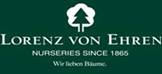 LORENZ VON EHREN
NURSERIES SINCE 1865
Wir lieben Bäume.